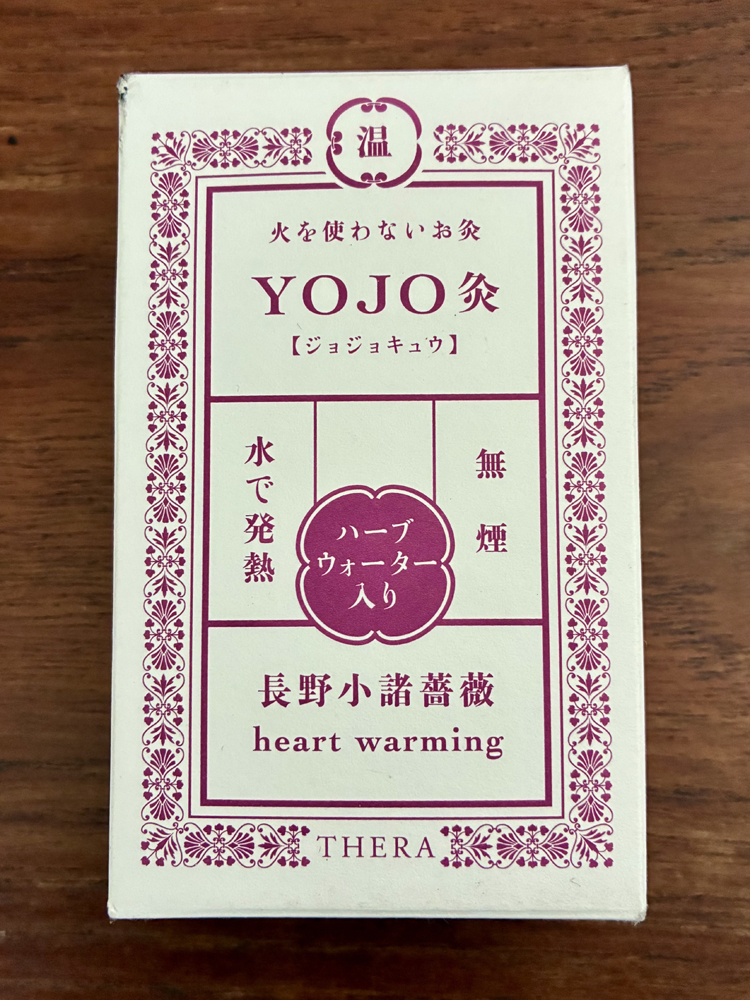 温
火を使わないお灸
YOJO灸
【ジョジョキュウ】
無煙
水で発熱
ハーブ
ウォーター
入り
長野小諸薔薇
heart warming
THERA